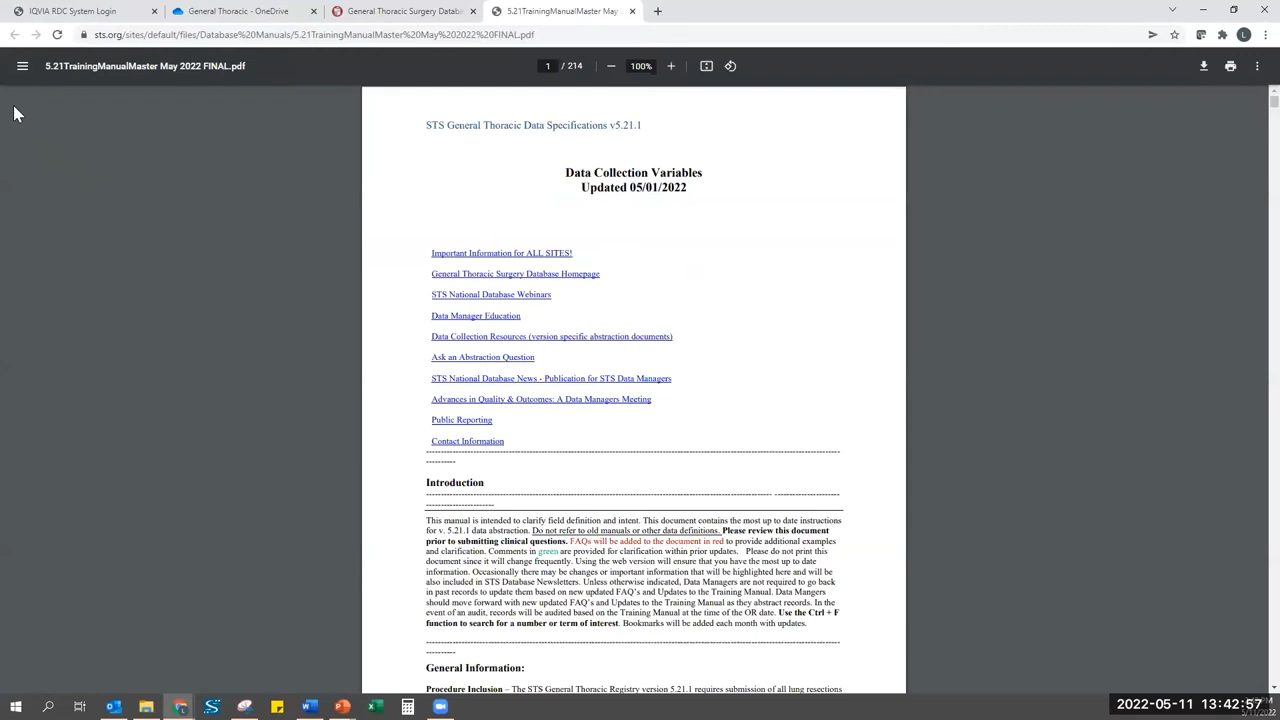 IQVIA RDC System Login
General Thoracic - OneDrive
General Thoracic Surgery Databa
5.21TrainingManualMaster May 2
sts.org/sites/default/files/Database%20Manuals/5.21TrainingManualMaster%20May%202022%20FINAL.pdf
L
5.21TrainingManualMaster May 2022 FINAL.pdf
1 / 214
100%
STS General Thoracic Data Specifications v5.21.1
Data Collection Variables
Updated 05/01/2022
Important Information for ALL SITES!
General Thoracic Surgery Database Homepage
STS National Database Webinars
Data Manager Education
Data Collection Resources (version specific abstraction documents)
Ask an Abstraction Question
STS National Database News - Publication for STS Data Managers
Advances in Quality & Outcomes: A Data Managers Meeting
Public Reporting
Contact Information
Introduction
This manual is intended to clarify field definition and intent. This document contains the most up to date instructions
for v. 5.21.1 data abstraction. Do not refer to old manuals or other data definitions. Please review this document
prior to submitting clinical questions. FAQs will be added to the document in red to provide additional examples
and clarification. Comments in green are provided for clarification within prior updates. Please do not print this
document since it will change frequently. Using the web version will ensure that you have the most up to date
information. Occasionally there may be changes or important information that will be highlighted here and will be
also included in STS Database Newsletters. Unless otherwise indicated, Data Managers are not required to go back
in past records to update them based on new updated FAQ's and Updates to the Training Manual. Data Mangers
should move forward with new updated FAQ's and Updates to the Training Manual as they abstract records. In the
event of an audit, records will be audited based on the Training Manual at the time of the OR date. Use the Ctrl + F
function to search for a number or term of interest. Bookmarks will be added each month with updates.
General Information:
Procedure Inclusion – The STS General Thoracic Registry version 5.21.1 requires submission of all lung resections
2022-05-11 13:42:57